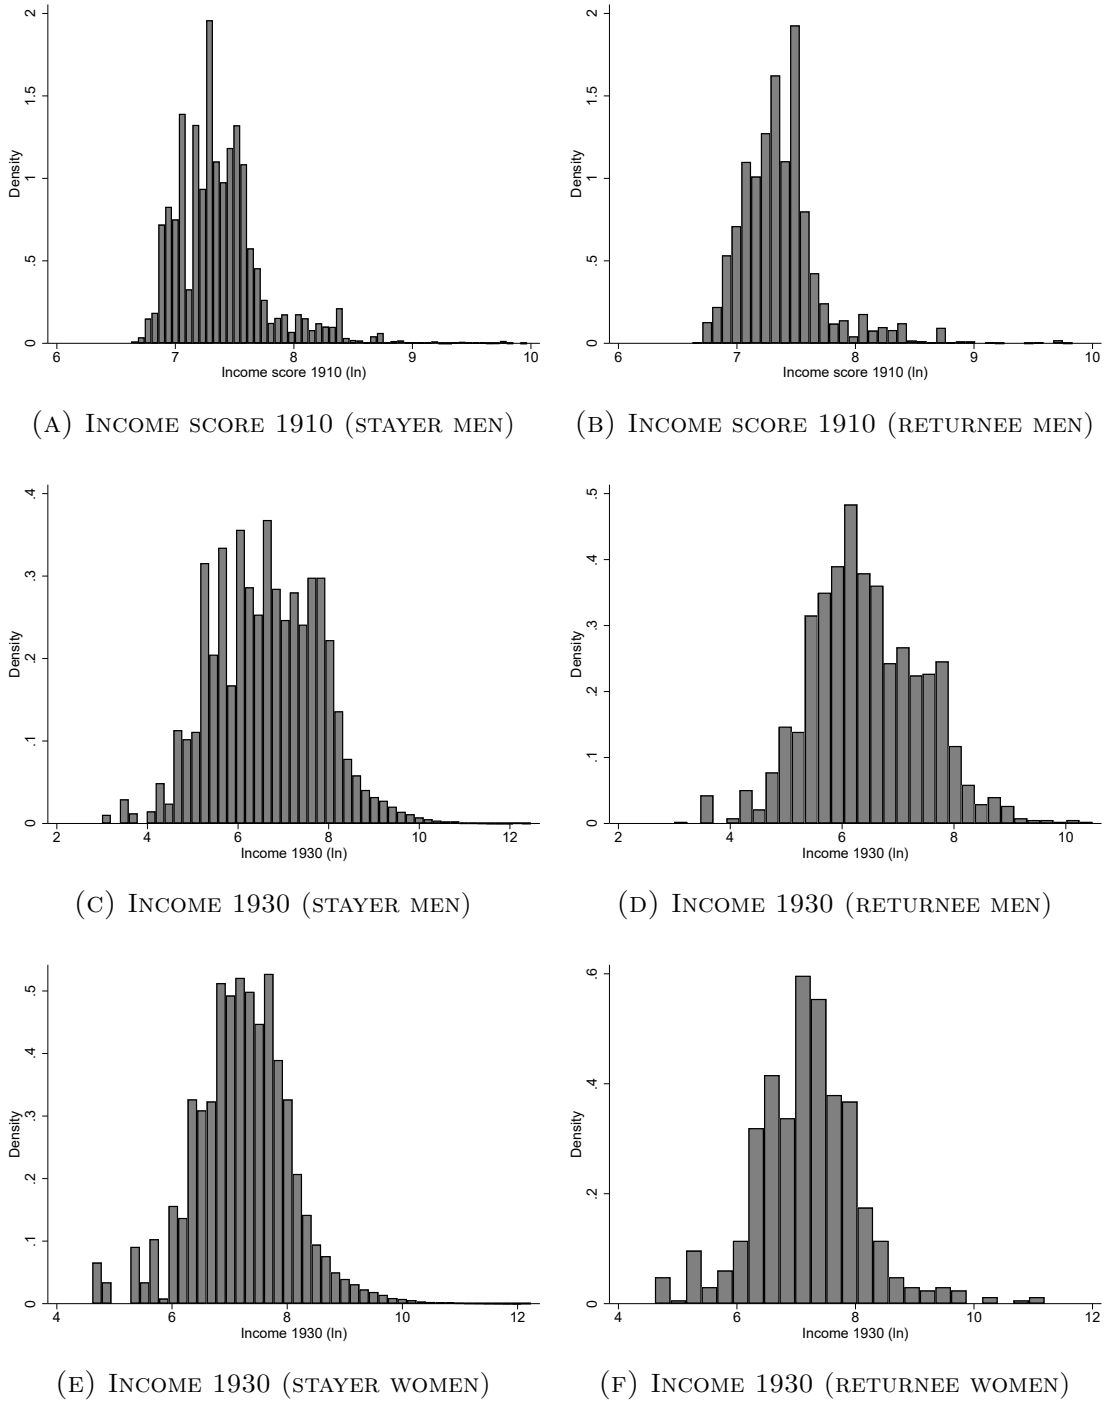 2
1.5
1
.5
0
Density
6 7 8 9 10
Income score 1910 (ln)
(A) Income score 1910 (stayer men)
2
1.5
1
.5
0
Density
6 7 8 9 10
Income score 1910 (ln)
(B) Income score 1910 (returnee men)
.4
.3
.2
.1
0
Density
2 4 6 8 10 12
Income 1930 (ln)
(C) Income 1930 (stayer men)
.5
.4
.3
.2
.1
0
Density
2 4 6 8 10
Income 1930 (ln)
(D) Income 1930 (returnee men)
.5
.4
.3
.2
.1
0
Density
4 6 8 10 12
Income 1930 (ln)
(E) Income 1930 (stayer women)
.6
.4
.2
0
Density
4 6 8 10 12
Income 1930 (ln)
(F) Income 1930 (returnee women)